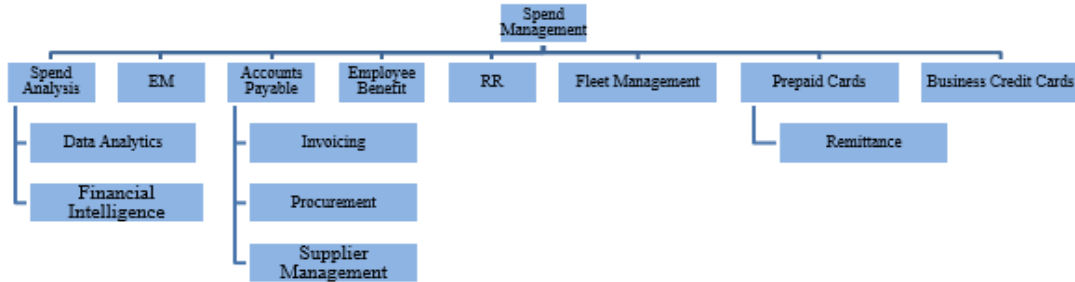 Spend
Management
Spend
Analysis
EM
Accounts
Payable
Employee
Benefit
RR
Fleet Management
Prepaid Cards
Business Credit Cards
Data Analytics
Invoicing
Remittance
Financial
Intelligence
Procurement
Supplier
Management